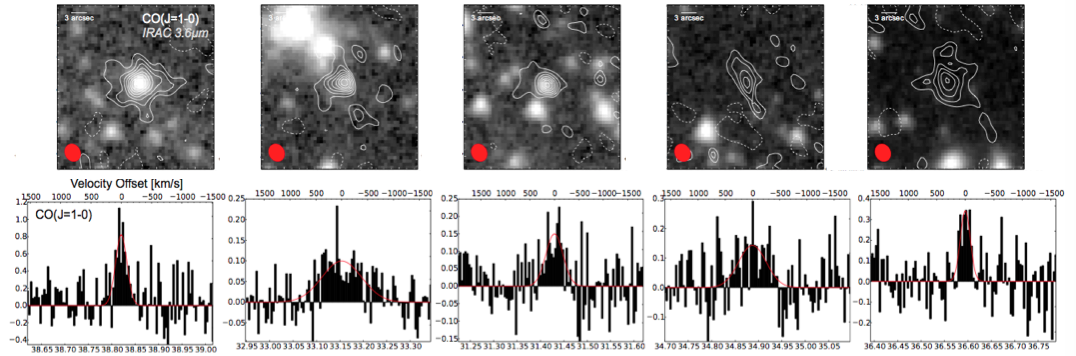 3 arcsec 3 arcsec 3 arcsec 3 arcsec 3 arcsec
CO(J=1-0)
IRAC 3.6μm
Velocity Offset [km/s]
1500 1000 500 0 −500 −1000 −1500 1500 1000 500 0 −500 −1000−1500 1500 1000 500 0 −500 −1000 −1500 1500 1000 500 0 −500 −1000−1500 1500 1000 500 0 −500 −1000 −1500
CO(J=1-0)
1.2 1.0 0.8 0.6 0.4 0.2 0.0 −0.2 −0.4
0.25 0.20 0.15 0.10 0.05 0.00 −0.05
0.25 0.20 0.15 0.10 0.05 0.00 −0.05 −0.10 −0.15
0.3 0.2 0.1 0.0 −0.1
0.4 0.3 0.2 0.1 0.0 −0.1 −0.2
38.65 38.70 38.75 38.80 38.85 38.90 38.95 39.00 32.95 33.00 33.05 33.10 33.15 33.20 33.25 33.30 31.25 31.30 31.35 31.40 31.45 31.50 31.55 31.60 34.70 34.75 34.80 34.85 34.90 34.95 35.00 35.05 36.40 36.45 36.50 36.55 36.60 36.65 36.70 36.75